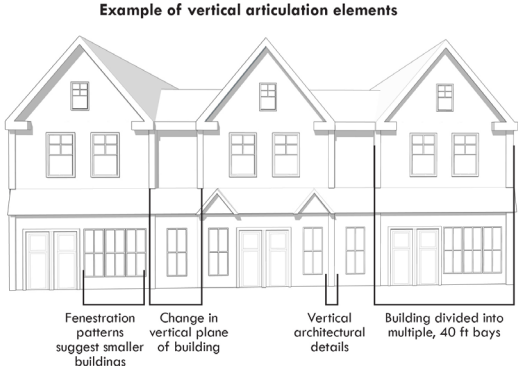 Example of vertical articulation elements
Fenestration
patterns
suggest smaller
buildings
Change in
vertical plane
of building
Vertical
architectural
details
Building divided into
multiple, 40 ft bays